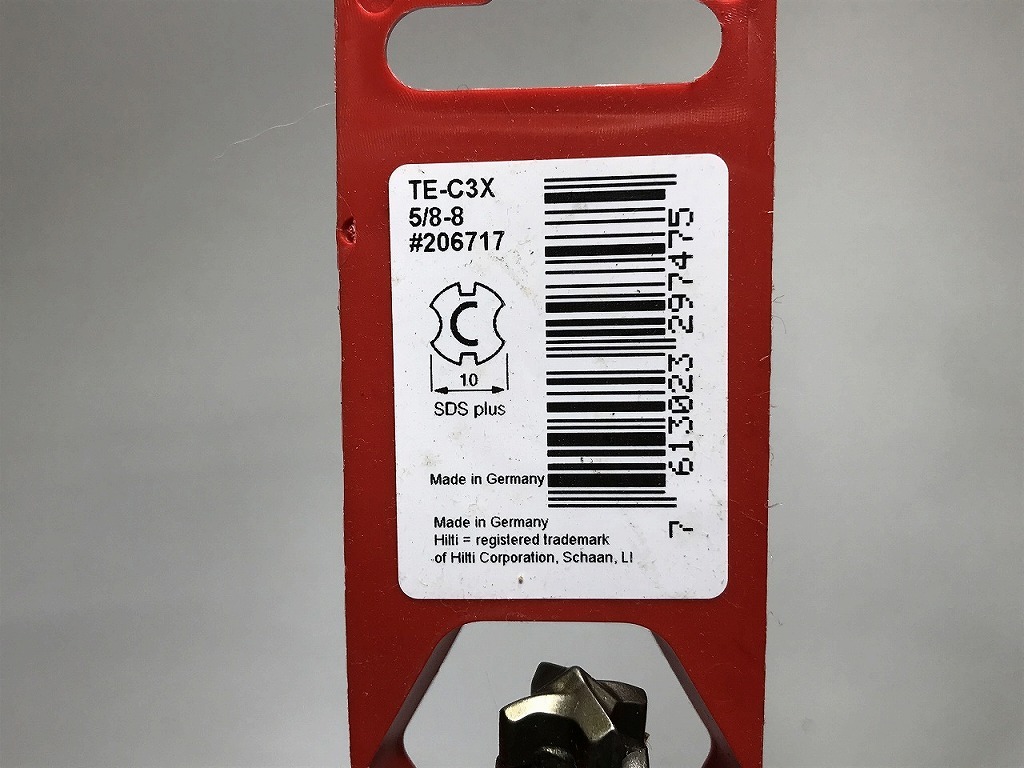 TE-C3X
5/8-8
#206717
C
10
SDS plus
Made in Germany
Made in Germany
Hilti = registered trademark
of Hilti Corporation, Schaan, LI
7 613023 297475